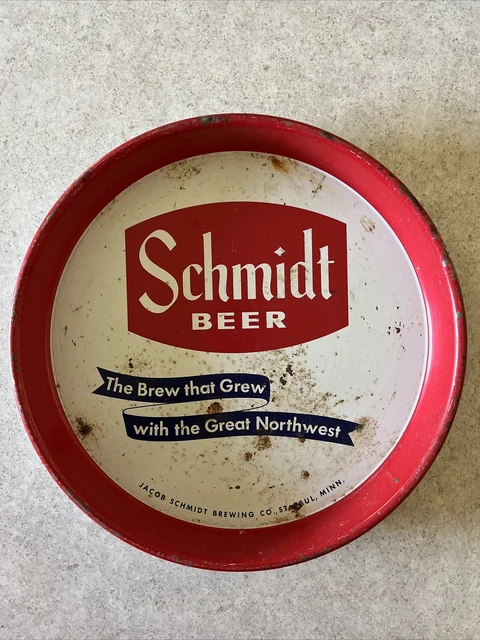 Schmidt
BEER
The Brew that Grew
with the Great Northwest
JACOB SCHMIDT BREWING CO., ST. PAUL, MINN.